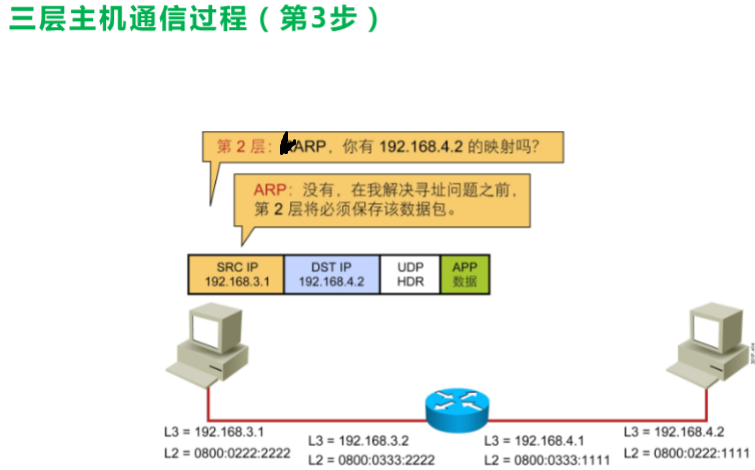 三层主机通信过程（第3步）
第 2 层：ARP，你有 192.168.4.2 的映射吗？
ARP：没有，在我解决寻址问题之前，
第 2 层将必须保存该数据包。
SRC IP
192.168.3.1
DST IP
192.168.4.2
UDP
HDR
APP
数据
L3 = 192.168.3.1
L2 = 0800:0222:2222
L3 = 192.168.3.2
L2 = 0800:0333:2222
L3 = 192.168.4.1
L2 = 0800:0333:1111
L3 = 192.168.4.2
L2 = 0800:0222:1111